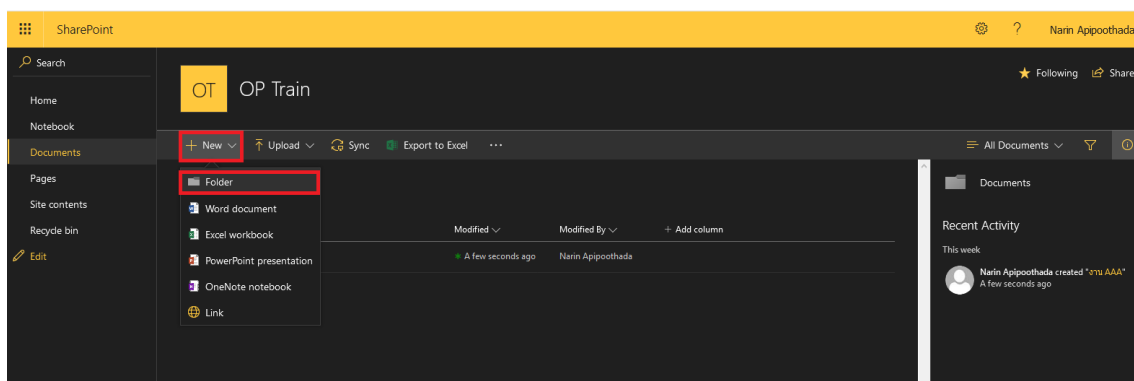 SharePoint
?
Narin Apipoothada
Search
Home
Notebook
Documents
Pages
Site contents
Recycle bin
Edit
OT
OP Train
Following
Share
+ New
Upload
Sync
Export to Excel
...
All Documents
Folder
Word document
Excel workbook
PowerPoint presentation
OneNote notebook
Link
Modified
Modified By
+ Add column
A few seconds ago
Narin Apipoothada
Documents
Recent Activity
This week
Narin Apipoothada created "งาน AAA"
A few seconds ago